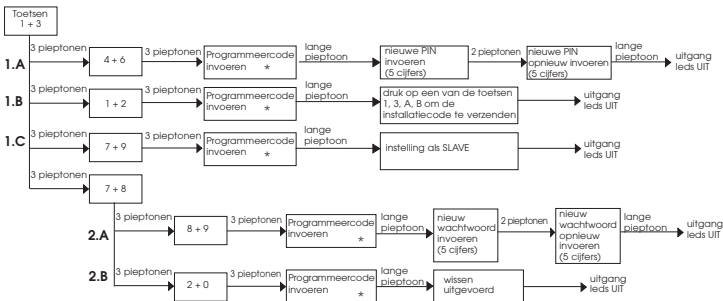 Toetsen
1 + 3
3 pieptonen
1.A
4 + 6
3 pieptonen
Programmeercode
invoeren *
lange
pieptoon
nieuwe PIN
invoeren
(5 cijfers)
2 pieptonen
nieuwe PIN
opnieuw invoeren
(5 cijfers)
lange
pieptoon
uitgang
leds UIT
3 pieptonen
1.B
1 + 2
3 pieptonen
Programmeercode
invoeren *
lange
pieptoon
druk op een van de toetsen
1, 3, A, B om de
installatiecode te verzenden
uitgang
leds UIT
1.C
3 pieptonen
7 + 9
3 pieptonen
Programmeercode
invoeren *
lange
pieptoon
instelling als SLAVE
uitgang
leds UIT
3 pieptonen
7 + 8
3 pieptonen
2.A
8 + 9
3 pieptonen
Programmeercode
invoeren *
lange
pieptoon
nieuw
wachtwoord
invoeren
(5 cijfers)
2 pieptonen
nieuw
wachtwoord
opnieuw
invoeren
(5 cijfers)
lange
pieptoon
uitgang
leds UIT
2.B
3 pieptonen
2 + 0
3 pieptonen
Programmeercode
invoeren *
lange
pieptoon
wissen
uitgevoerd
uitgang
leds UIT